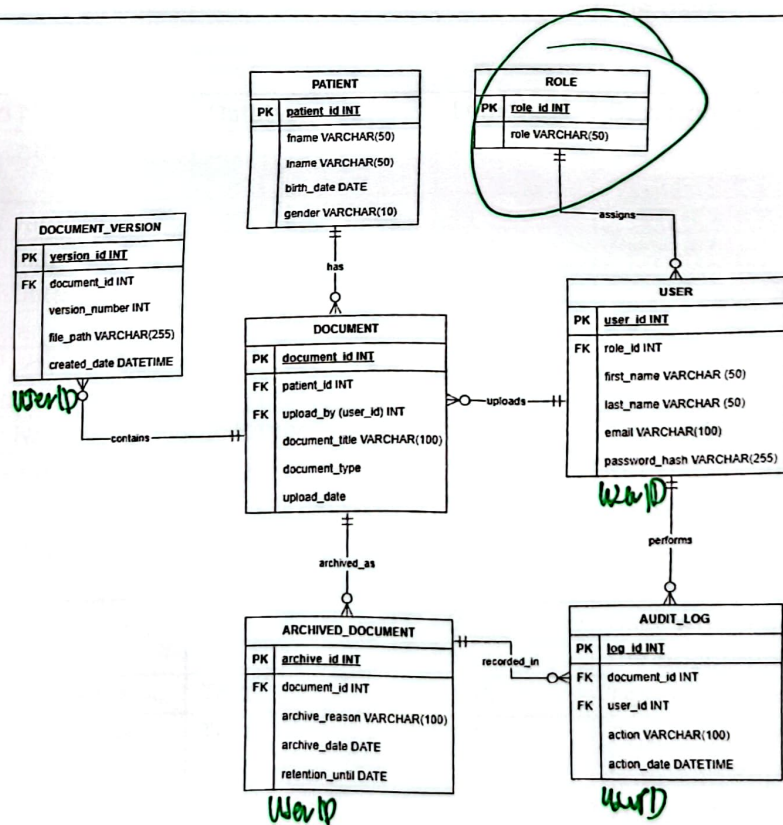 PATIENT
PK patient_id INT
fname VARCHAR(50)
lname VARCHAR(50)
birth_date DATE
gender VARCHAR(10)
ROLE
PK role_id INT
role VARCHAR(50)
assigns
has
DOCUMENT_VERSION
PK version_id INT
FK document_id INT
version_number INT
file_path VARCHAR(255)
created_date DATETIME
UserID
contains
DOCUMENT
PK document_id INT
FK patient_id INT
FK upload_by (user_id) INT
document_title VARCHAR(100)
document_type
upload_date
uploads
USER
PK user_id INT
FK role_id INT
first_name VARCHAR (50)
last_name VARCHAR (50)
email VARCHAR(100)
password_hash VARCHAR(255)
UserID
performs
archived_as
ARCHIVED_DOCUMENT
PK archive_id INT
FK document_id INT
archive_reason VARCHAR(100)
archive_date DATE
retention_until DATE
UserID
recorded_in
AUDIT_LOG
PK log_id INT
FK document_id INT
FK user_id INT
action VARCHAR(100)
action_date DATETIME
UserID